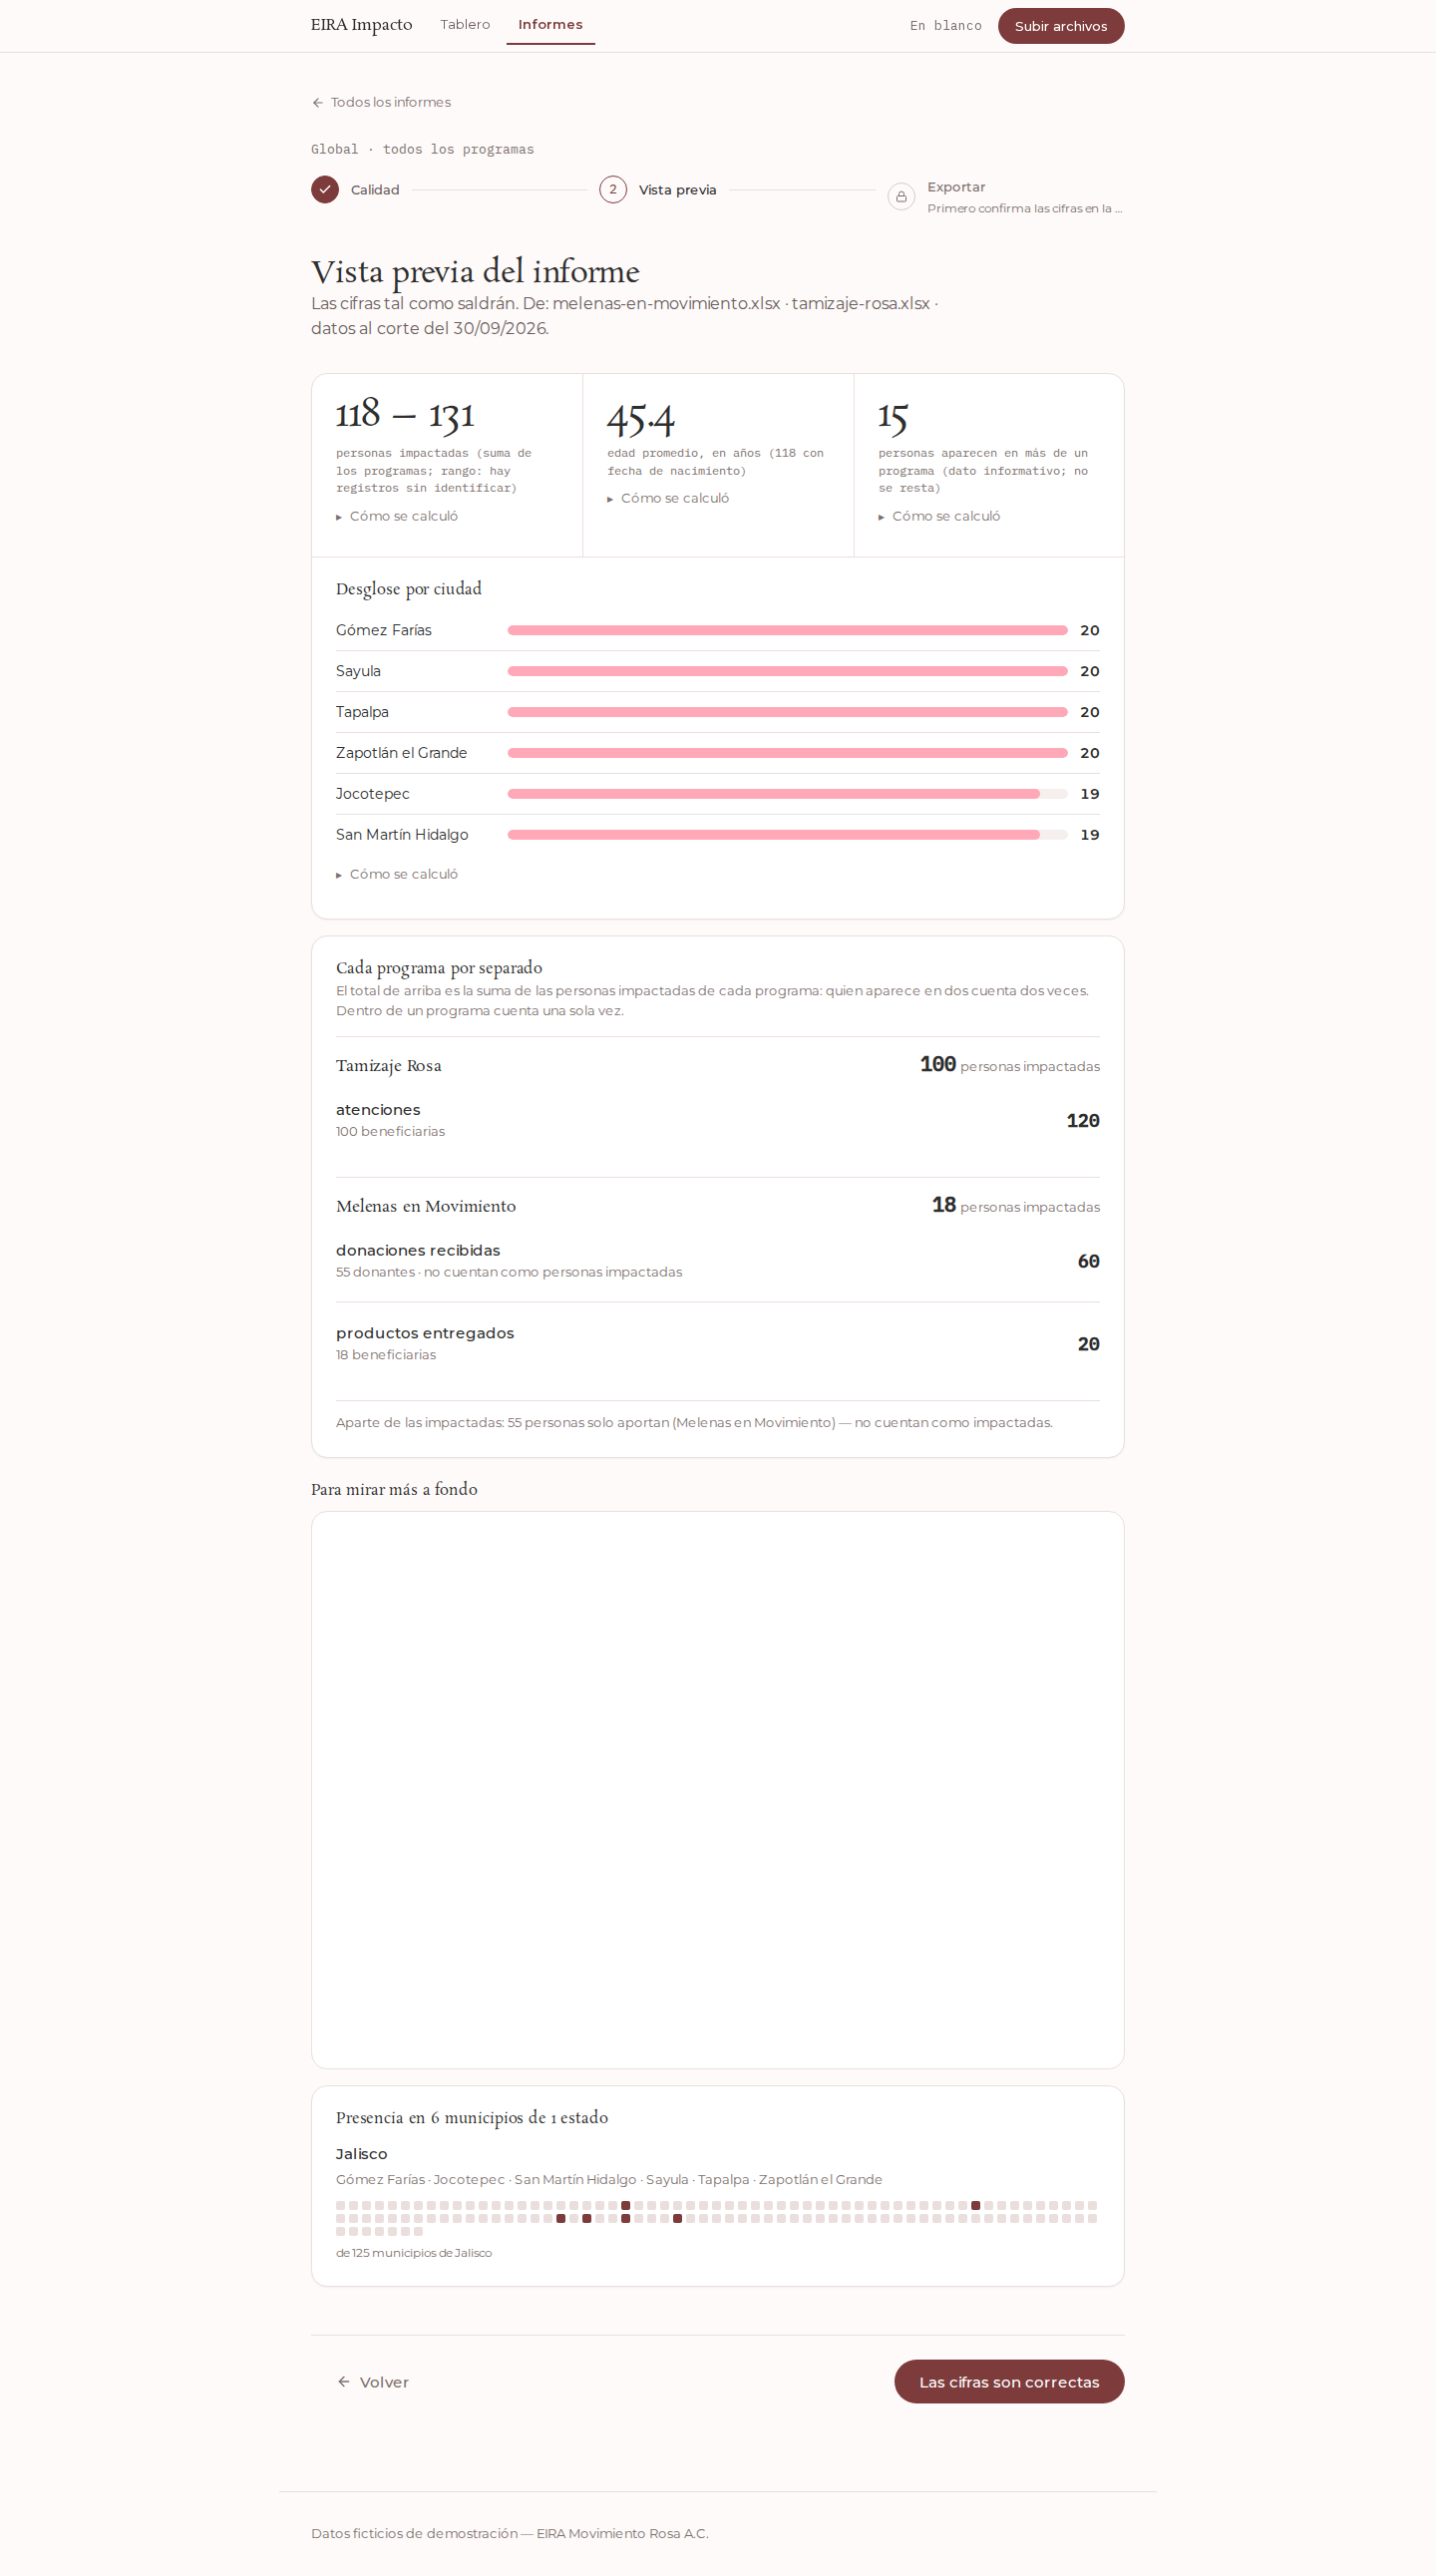 EIRA Impacto
Tablero
Informes
En blanco
Subir archivos
← Todos los informes
Global · todos los programas
Calidad
2
Vista previa
Exportar
Primero confirma las cifras en la ...
Vista previa del informe
Las cifras tal como saldrán. De: melenas-en-movimiento.xlsx · tamizaje-rosa.xlsx ·
datos al corte del 30/09/2026.
118 – 131
personas impactadas (suma de
los programas; rango: hay
registros sin identificar)
▸ Cómo se calculó
45.4
edad promedio, en años (118 con
fecha de nacimiento)
▸ Cómo se calculó
15
personas aparecen en más de un
programa (dato informativo; no
se resta)
▸ Cómo se calculó
Desglose por ciudad
Gómez Farías 20
Sayula 20
Tapalpa 20
Zapotlán el Grande 20
Jocotepec 19
San Martín Hidalgo 19
▸ Cómo se calculó
Cada programa por separado
El total de arriba es la suma de las personas impactadas de cada programa: quien aparece en dos cuenta dos veces.
Dentro de un programa cuenta una sola vez.
Tamizaje Rosa 100 personas impactadas
atenciones
100 beneficiarias
120
Melenas en Movimiento 18 personas impactadas
donaciones recibidas
55 donantes · no cuentan como personas impactadas
60
productos entregados
18 beneficiarias
20
Aparte de las impactadas: 55 personas solo aportan (Melenas en Movimiento) — no cuentan como impactadas.
Para mirar más a fondo
Presencia en 6 municipios de 1 estado
Jalisco
Gómez Farías · Jocotepec · San Martín Hidalgo · Sayula · Tapalpa · Zapotlán el Grande
de 125 municipios de Jalisco
← Volver
Las cifras son correctas
Datos ficticios de demostración — EIRA Movimiento Rosa A.C.